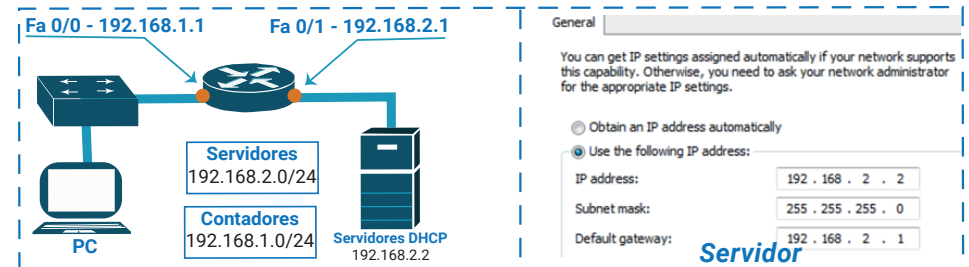 Fa 0/0 - 192.168.1.1
Fa 0/1 - 192.168.2.1
Servidores
192.168.2.0/24
Contadores
192.168.1.0/24
PC
Servidores DHCP
192.168.2.2
General
You can get IP settings assigned automatically if your network supports
this capability. Otherwise, you need to ask your network administrator
for the appropriate IP settings.
Obtain an IP address automatically
Use the following IP address:
IP address: 192 . 168 . 2 . 2
Subnet mask: 255 . 255 . 255 . 0
Default gateway: 192 . 168 . 2 . 1
Servidor